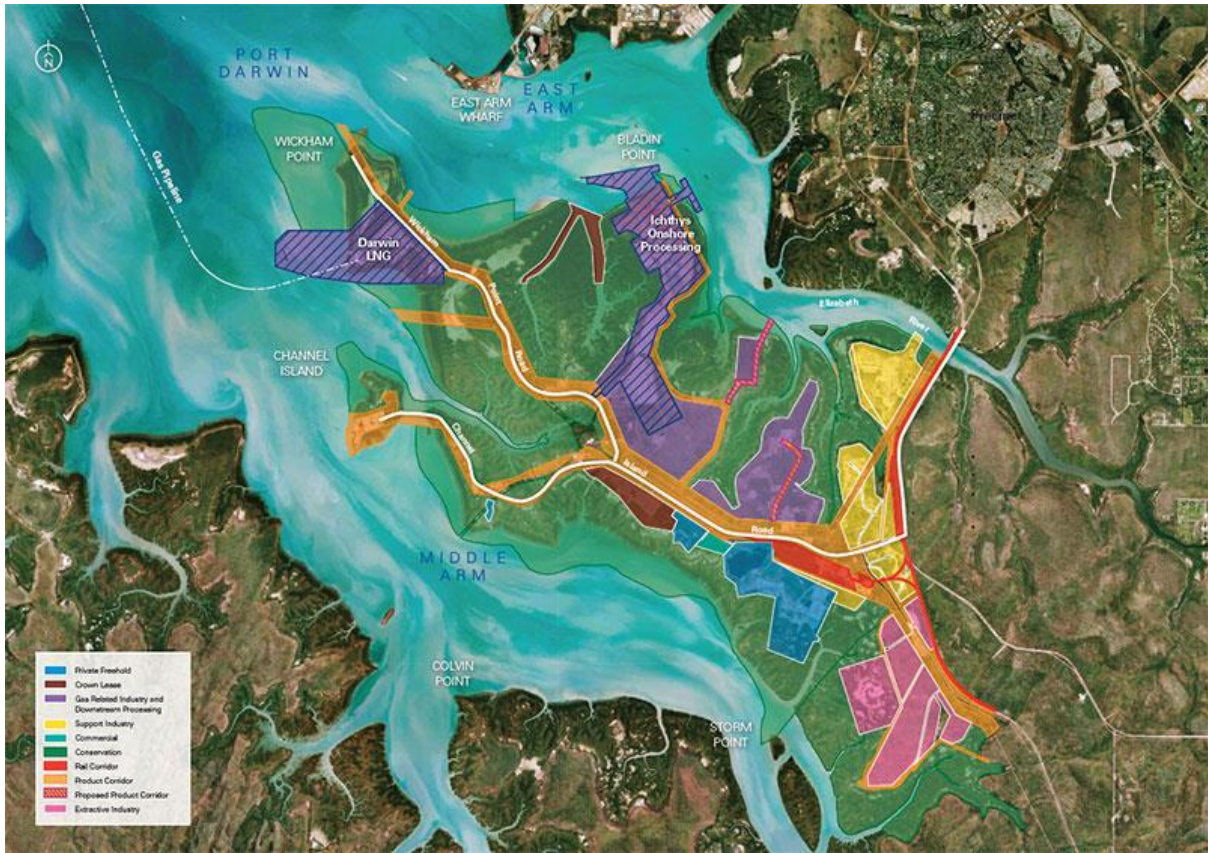 N
PORT
DARWIN
EAST
ARM
EAST ARM
WHARF
WICKHAM
POINT
BLADIN
POINT
Gas Pipeline
Wickham
Point
Road
Darwin
LNG
Ichthys
Onshore
Processing
Elizabeth
River
CHANNEL
ISLAND
Channel
Island
Road
MIDDLE
ARM
COLVIN
POINT
STORM
POINT
Private Freehold
Crown Lease
Gas Related Industry and
Downstream Processing
Support Industry
Commercial
Conservation
Rail Corridor
Product Corridor
Proposed Product Corridor
Extractive Industry